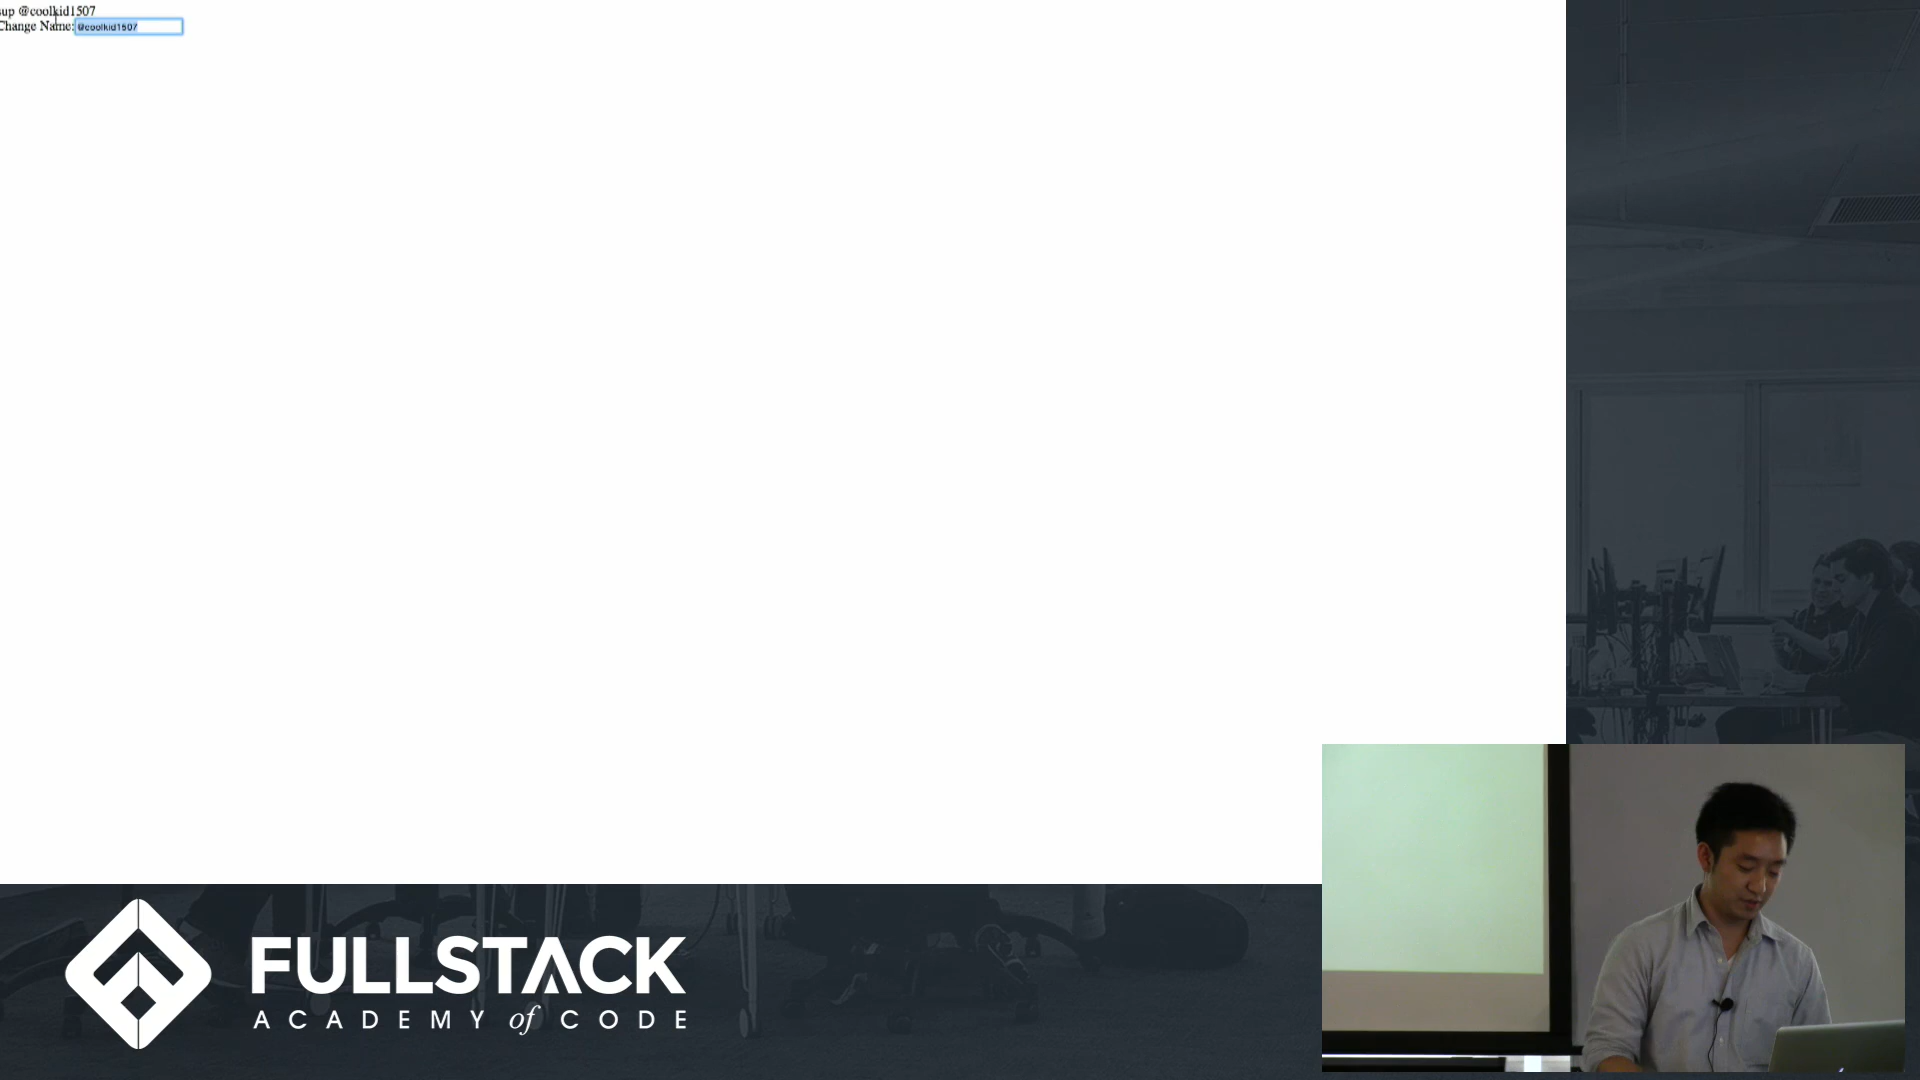 sup @coolkid1507
Change Name: @coolkid1507
FULLSTACK
ACADEMY of CODE